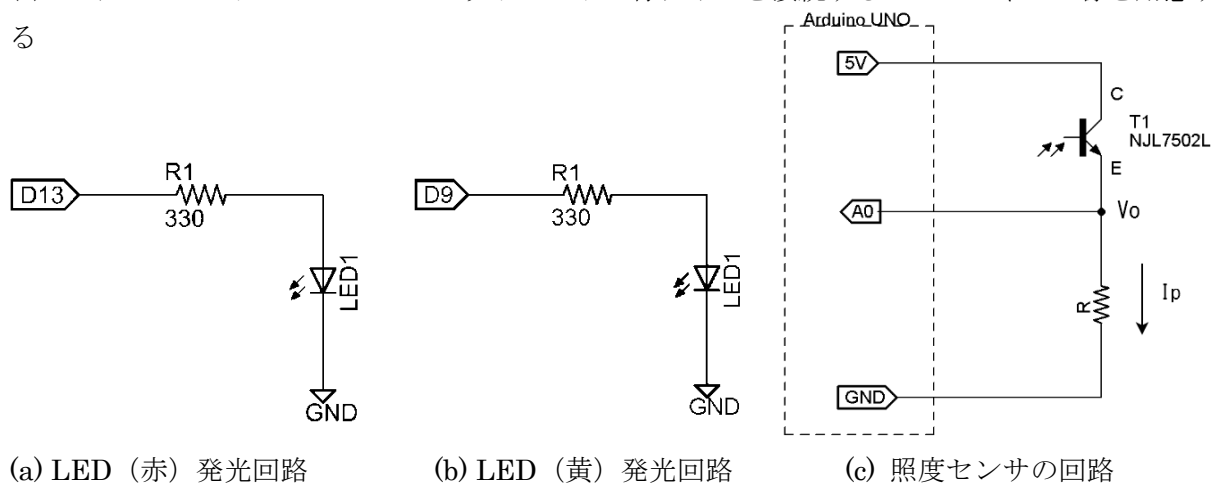 る
Arduino UNO
D13
R1
330
LED1
GND
D9
R1
330
LED1
GND
5V
C
T1
NJL7502L
E
A0
Vo
R
Ip
GND
(a) LED（赤）発光回路
(b) LED（黄）発光回路
(c) 照度センサの回路